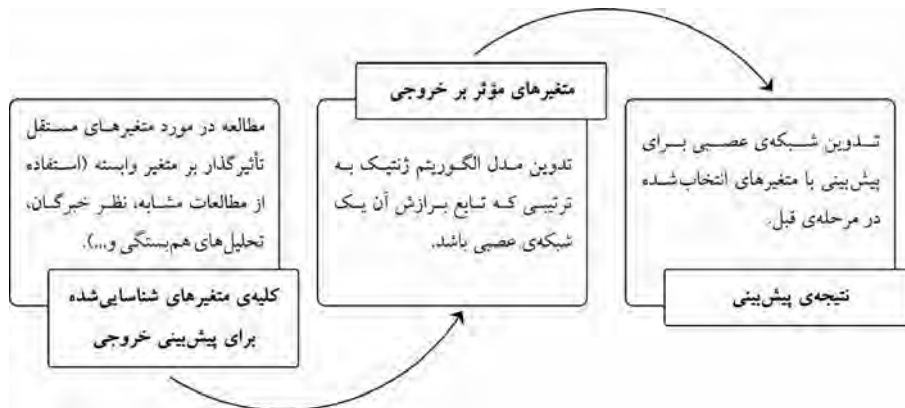 مطالعه در مورد متغیرهای مستقل
تأثیرگذار بر متغیر وابسته (استفاده
از مطالعات مشابه، نظر خبرگان،
تحلیل‌های هم‌بستگی و...).
کلیه‌ی متغیرهای شناسایی‌شده
برای پیش‌بینی خروجی
متغیرهای مؤثر بر خروجی
تدوین مدل الگوریتم ژنتیک به
ترتیبی که تابع برازش آن یک
شبکه‌ی عصبی باشد.
تدوین شبکه‌ی عصبی برای
پیش‌بینی با متغیرهای انتخاب‌شده
در مرحله‌ی قبل.
نتیجه‌ی پیش‌بینی